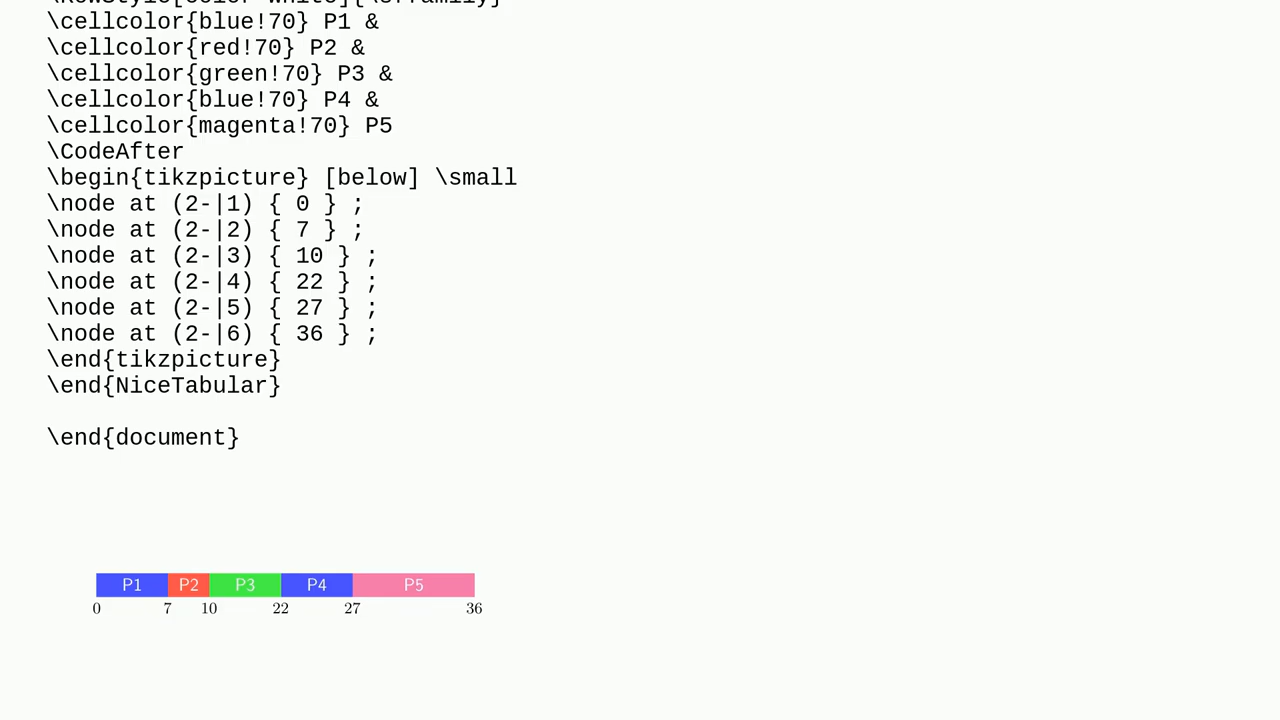 \cellcolor{blue!70} P1 &
\cellcolor{red!70} P2 &
\cellcolor{green!70} P3 &
\cellcolor{blue!70} P4 &
\cellcolor{magenta!70} P5
\CodeAfter
\begin{tikzpicture} [below] \small
\node at (2-|1) { 0 } ;
\node at (2-|2) { 7 } ;
\node at (2-|3) { 10 } ;
\node at (2-|4) { 22 } ;
\node at (2-|5) { 27 } ;
\node at (2-|6) { 36 } ;
\end{tikzpicture}
\end{NiceTabular}
\end{document}
P1 P2 P3 P4 P5
0 7 10 22 27 36